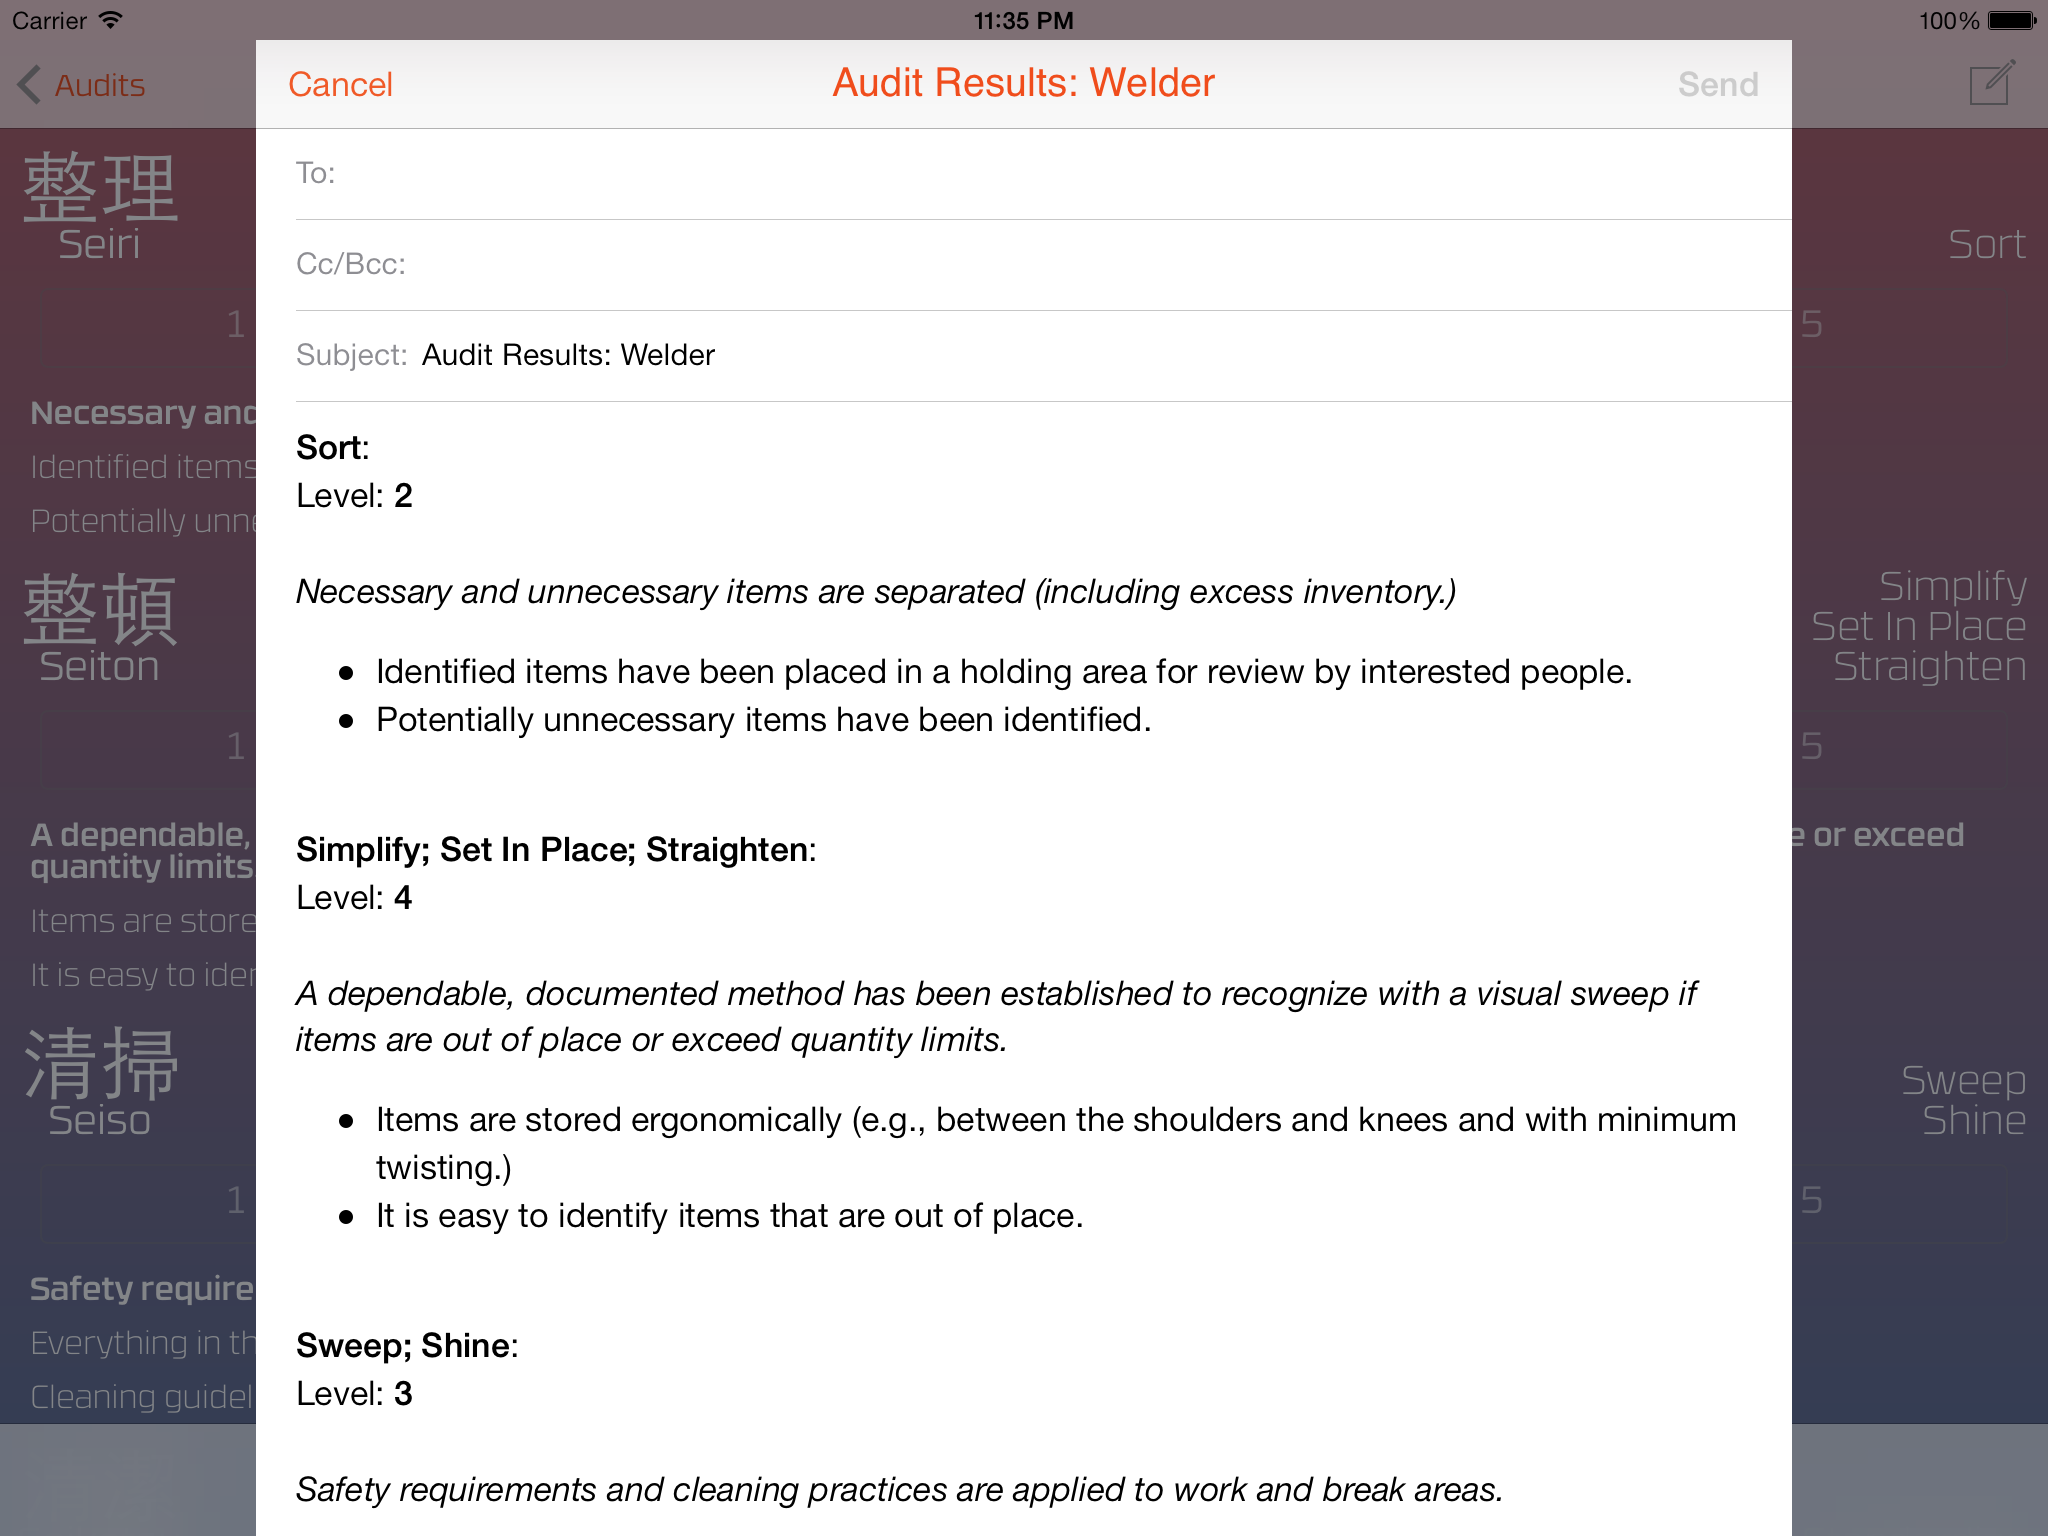 Carrier
11:35 PM
100%
Audits
Cancel
Audit Results: Welder
Send
整理
Seiri
Sort
1
5
Necessary and
Identified items
Potentially
整頓
Seiton
Simplify
Set In Place
Straighten
1
5
A dependable,
e or exceed
quantity limits.
Items are store
It is easy to
清掃
Seiso
Sweep
Shine
1
5
Safety require
Everything in th
Cleaning guidel
To:
Cc/Bcc:
Subject: Audit Results: Welder
Sort:
Level: 2
Necessary and unnecessary items are separated (including excess inventory.)
● Identified items have been placed in a holding area for review by interested people.
● Potentially unnecessary items have been identified.
Simplify; Set In Place; Straighten:
Level: 4
A dependable, documented method has been established to recognize with a visual sweep if
items are out of place or exceed quantity limits.
● Items are stored ergonomically (e.g., between the shoulders and knees and with minimum
twisting.)
● It is easy to identify items that are out of place.
Sweep; Shine:
Level: 3
Safety requirements and cleaning practices are applied to work and break areas.